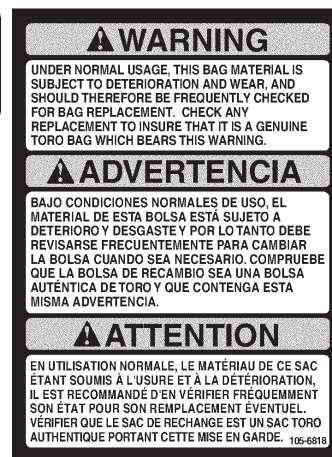 WARNING
UNDER NORMAL USAGE, THIS BAG MATERIAL IS
SUBJECT TO DETERIORATION AND WEAR, AND
SHOULD THEREFORE BE FREQUENTLY CHECKED
FOR BAG REPLACEMENT. CHECK ANY
REPLACEMENT TO INSURE THAT IT IS A GENUINE
TORO BAG WHICH BEARS THIS WARNING.
ADVERTENCIA
BAJO CONDICIONES NORMALES DE USO, EL
MATERIAL DE ESTA BOLSA ESTÁ SUJETO A
DETERIORO Y DESGASTE Y POR LO TANTO DEBE
REVISARSE FRECUENTEMENTE PARA CAMBIAR
LA BOLSA CUANDO SEA NECESARIO. COMPRUEBE
QUE LA BOLSA DE RECAMBIO SEA UNA BOLSA
AUTÉNTICA DE TORO Y QUE CONTENGA ESTA
MISMA ADVERTENCIA.
ATTENTION
EN UTILISATION NORMALE, LE MATÉRIAU DE CE SAC
ÉTANT SOUMIS À L'USURE ET À LA DÉTÉRIORATION,
IL EST RECOMMANDÉ D'EN VÉRIFIER FRÉQUEMMENT
SON ÉTAT POUR SON REMPLACEMENT ÉVENTUEL.
VÉRIFIER QUE LE SAC DE RECHANGE EST UN SAC TORO
AUTHENTIQUE PORTANT CETTE MISE EN GARDE. 105-6818